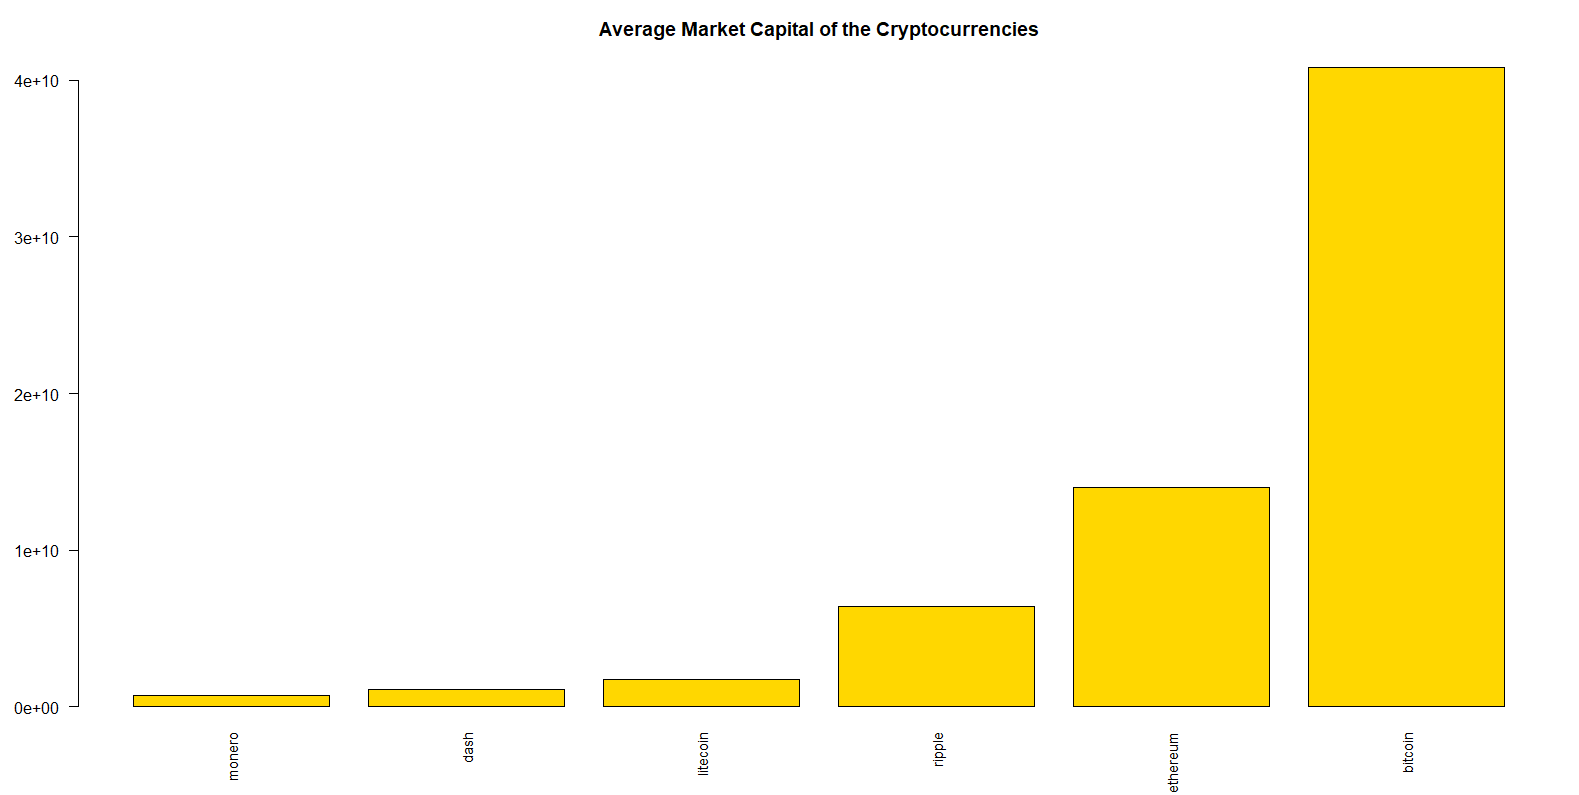 Average Market Capital of the Cryptocurrencies
4e+10
3e+10
2e+10
1e+10
0e+00
monero
dash
litecoin
ripple
ethereum
bitcoin